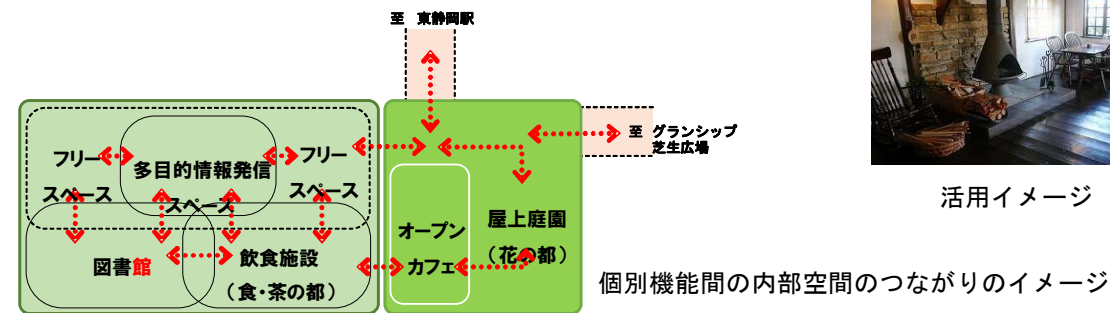 至 東静岡駅
至 グランシップ
芝生広場
フリー
スペース
多目的情報発信
スペース
フリー
スペース
図書館
飲食施設
（食・茶の都）
オープン
カフェ
屋上庭園
（花の都）
活用イメージ
個別機能間の内部空間のつながりのイメージ